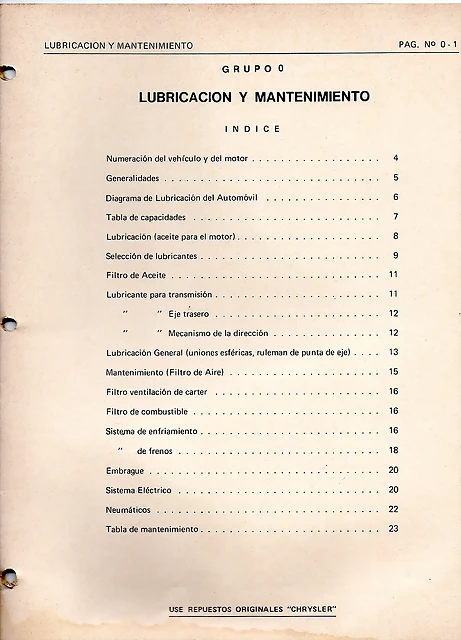 LUBRICACION Y MANTENIMIENTO PAG. Nº 0-1
GRUPO 0
LUBRICACION Y MANTENIMIENTO
INDICE
Numeración del vehículo y del motor . . . . . . . . . . . . . . . . . 4
Generalidades . . . . . . . . . . . . . . . . . . . . . . . . . . . . 5
Diagrama de Lubricación del Automóvil . . . . . . . . . . . . . . . 6
Tabla de capacidades . . . . . . . . . . . . . . . . . . . . . . . . 7
Lubricación (aceite para el motor) . . . . . . . . . . . . . . . . . . 8
Selección de lubricantes . . . . . . . . . . . . . . . . . . . . . . . 9
Filtro de Aceite . . . . . . . . . . . . . . . . . . . . . . . . . . . 11
Lubricante para transmisión . . . . . . . . . . . . . . . . . . . . . 11
" " Eje trasero . . . . . . . . . . . . . . . . . . . . . 12
" " Mecanismo de la dirección . . . . . . . . . . . . . . 12
Lubricación General (uniones esféricas, ruleman de punta de eje) . . . . 13
Mantenimiento (Filtro de Aire) . . . . . . . . . . . . . . . . . . . 15
Filtro ventilación de carter . . . . . . . . . . . . . . . . . . . . . 16
Filtro de combustible . . . . . . . . . . . . . . . . . . . . . . . . 16
Sistema de enfriamiento . . . . . . . . . . . . . . . . . . . . . . . 16
" de frenos . . . . . . . . . . . . . . . . . . . . . . . . . 18
Embrague . . . . . . . . . . . . . . . . . . . . . . . . . . . . . . 20
Sistema Eléctrico . . . . . . . . . . . . . . . . . . . . . . . . . . 20
Neumáticos . . . . . . . . . . . . . . . . . . . . . . . . . . . . . 22
Tabla de mantenimiento . . . . . . . . . . . . . . . . . . . . . . . 23
USE REPUESTOS ORIGINALES "CHRYSLER"